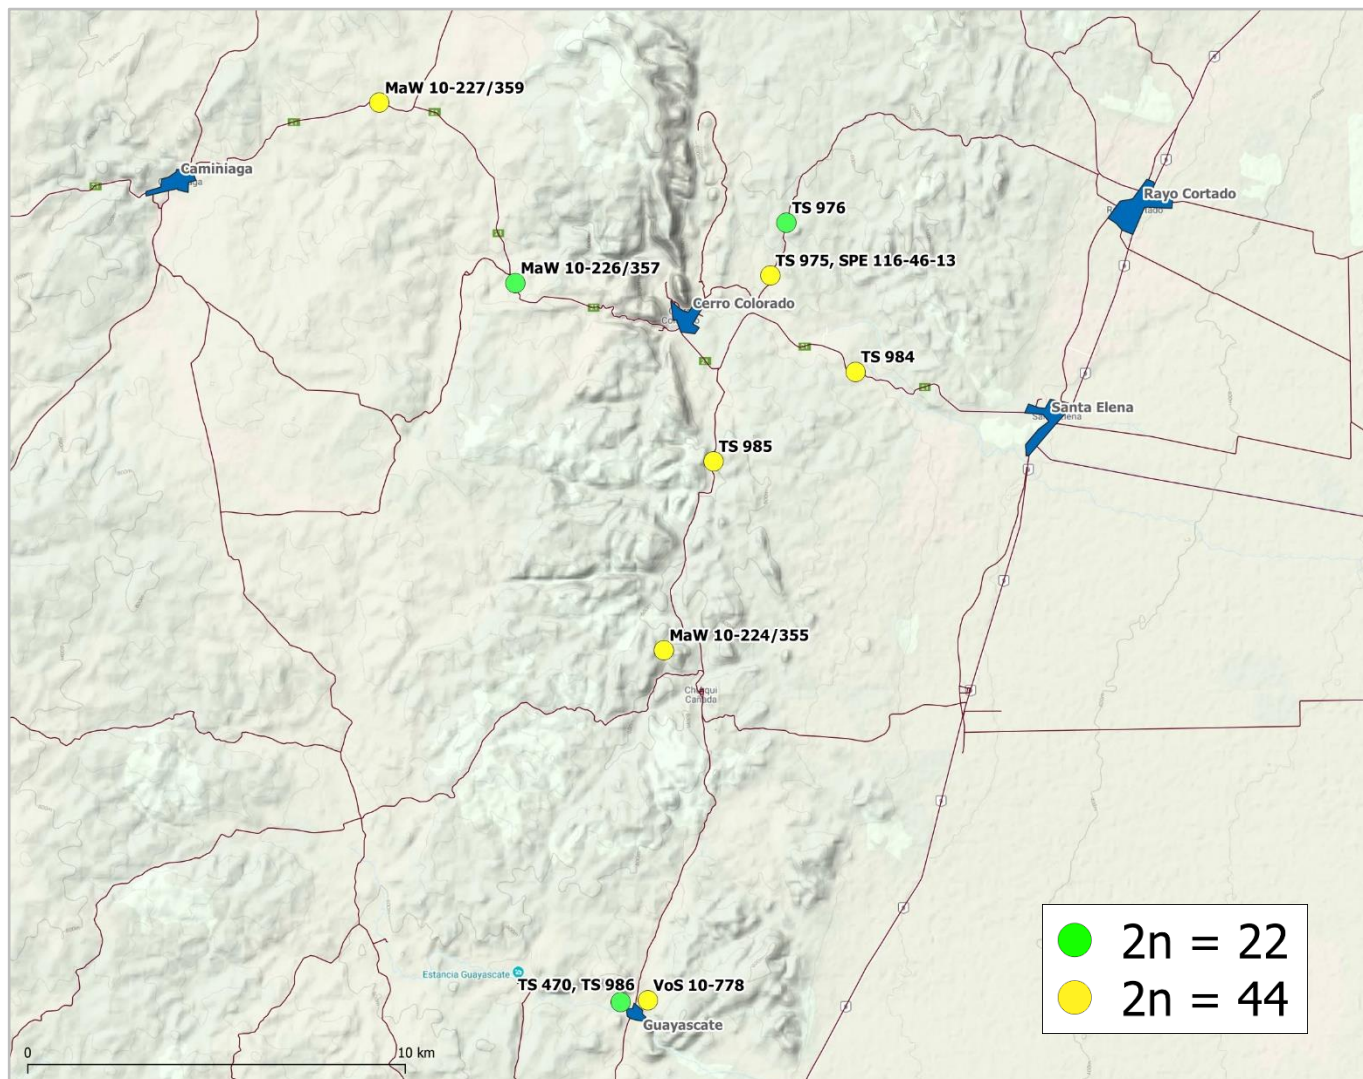 MaW 10-227/359
Caminiaga
TS 976
Rayo Cortado
MaW 10-226/357
TS 975, SPE 116-46-13
Cerro Colorado
TS 984
Santa Elena
TS 985
MaW 10-224/355
Chuqui
Cañada
2n = 22
2n = 44
Estancia Guayascate
TS 470, TS 986
VoS 10-778
Guayascate
0
10 km